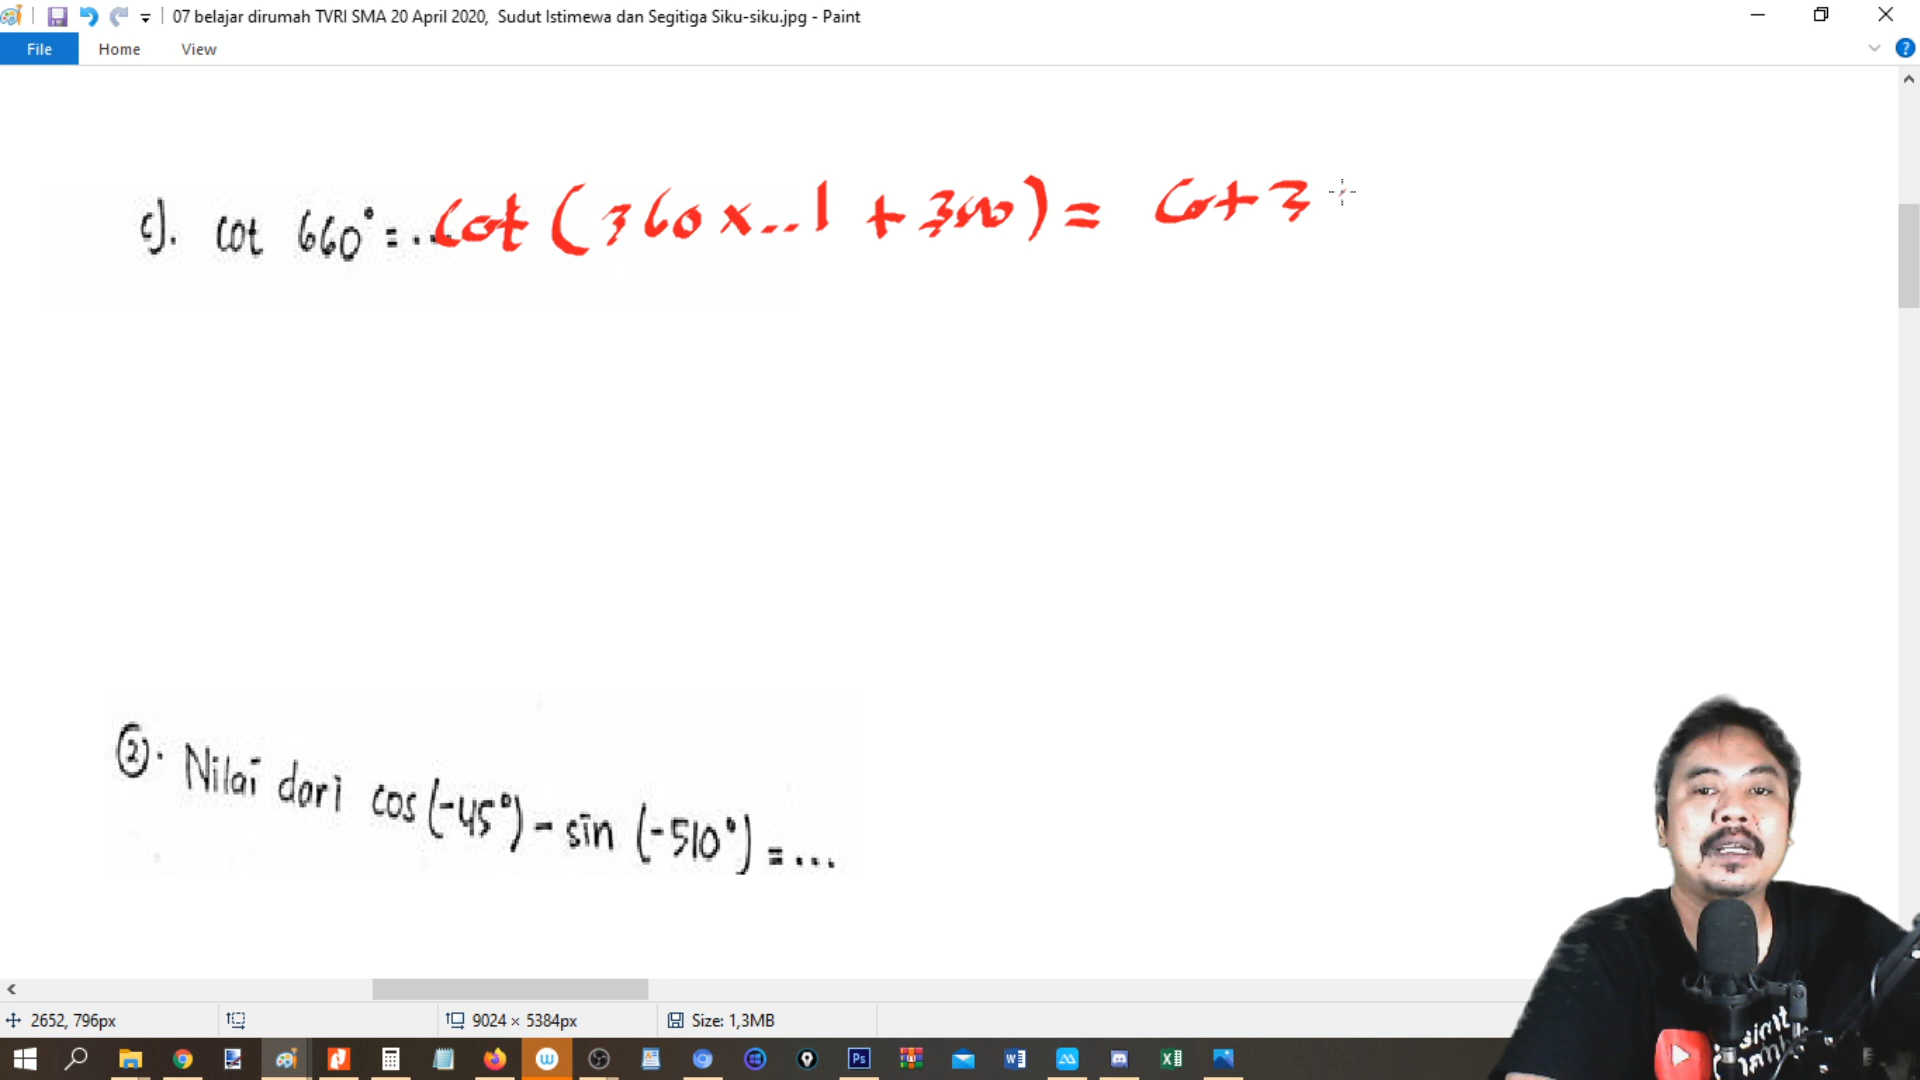 07 belajar dirumah TVRI SMA 20 April 2020, Sudut Istimewa dan Segitiga Siku-siku.jpg - Paint
File Home View
c). cot 660° = ... cot (360 x .. 1 + 300) = cot 3
②. Nilai dari cos (-45°) - sin (-510°) = ...
2652, 796px 9024 × 5384px Size: 1,3MB